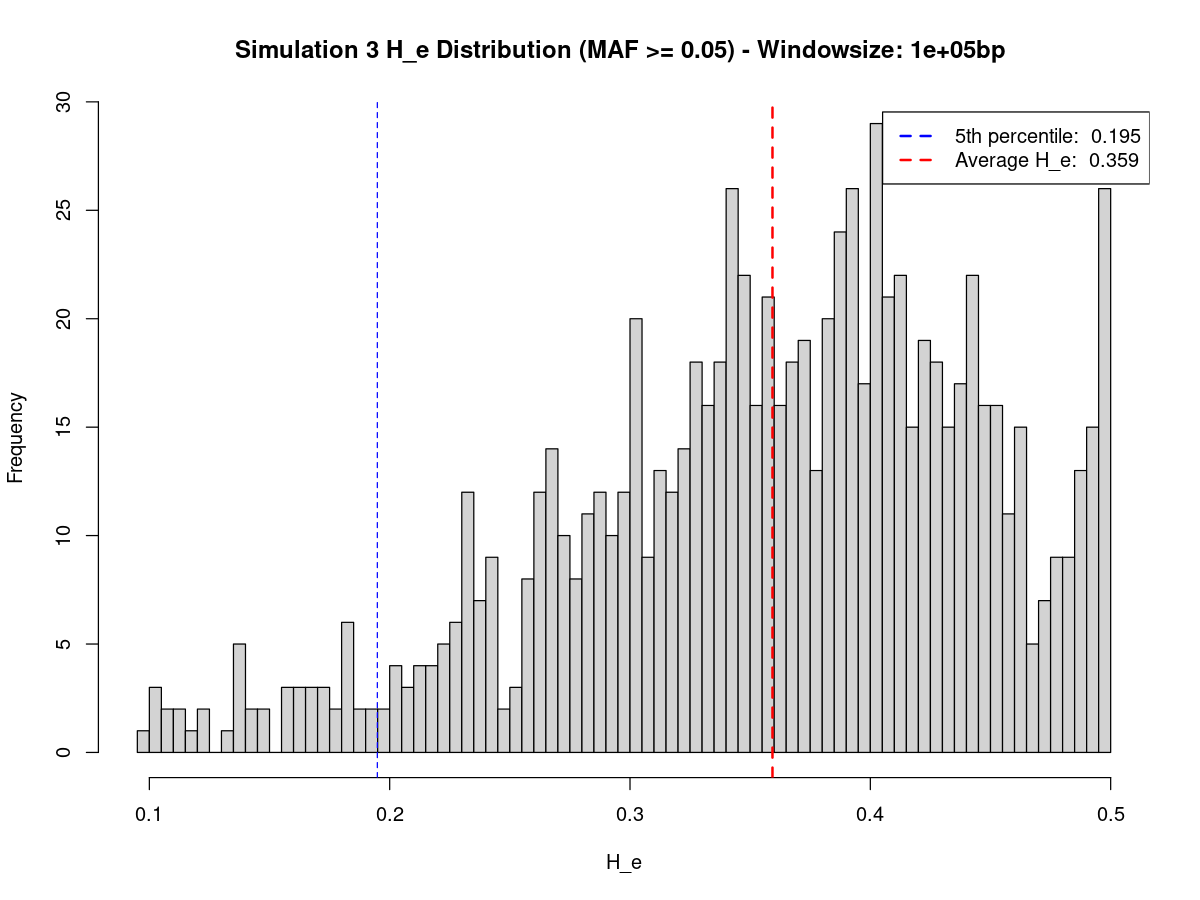 Simulation 3 H_e Distribution (MAF >= 0.05) - Windowsize: 1e+05bp
5th percentile:  0.195
Average H_e:  0.359
Frequency
30
25
20
15
10
5
0
0.1 0.2 0.3 0.4 0.5
H_e